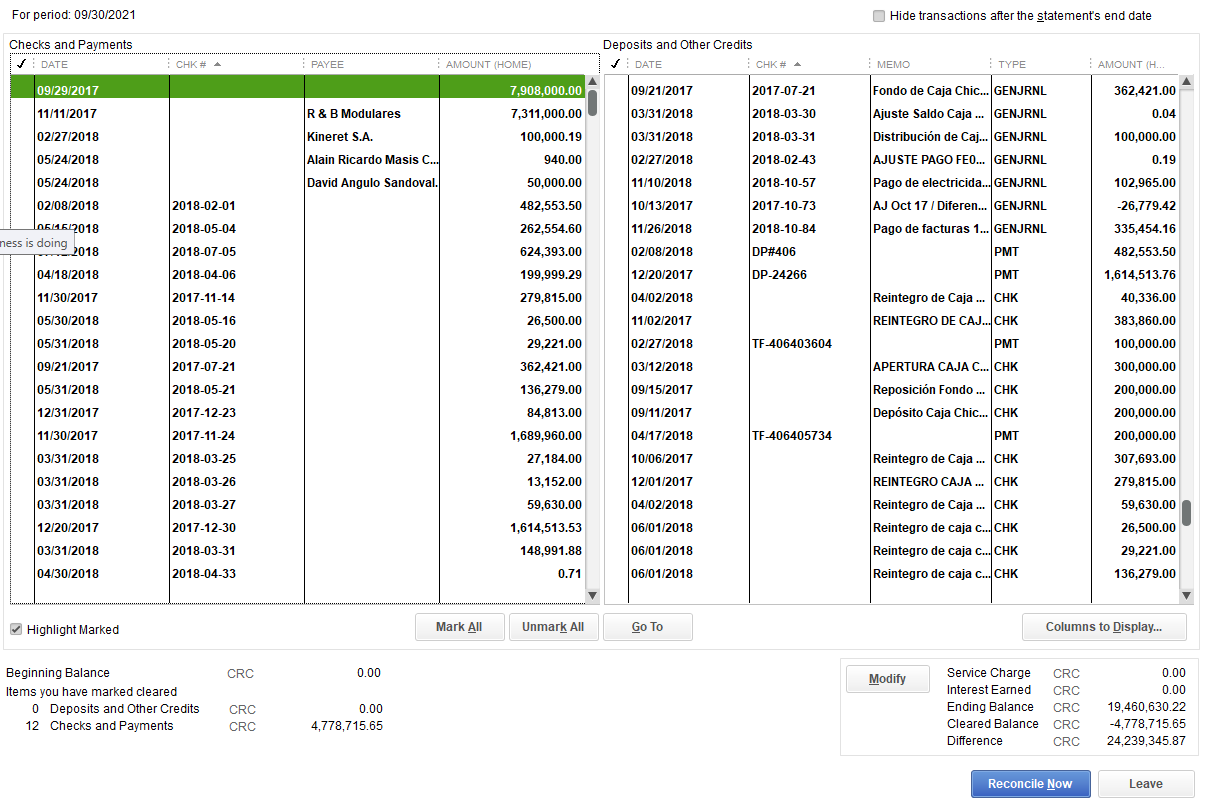 For period: 09/30/2021
Hide transactions after the statement's end date
Checks and Payments
✓ DATE CHK # PAYEE AMOUNT (HOME)
09/29/2017 7,908,000.00
11/11/2017 R & B Modulares 7,311,000.00
02/27/2018 Kineret S.A. 100,000.19
05/24/2018 Alain Ricardo Masis C... 940.00
05/24/2018 David Angulo Sandoval. 50,000.00
02/08/2018 2018-02-01 482,553.50
05/15/2018 2018-05-04 262,554.60
ness is doing
2018-07-05 624,393.00
04/18/2018 2018-04-06 199,999.29
11/30/2017 2017-11-14 279,815.00
05/30/2018 2018-05-16 26,500.00
05/31/2018 2018-05-20 29,221.00
09/21/2017 2017-07-21 362,421.00
05/31/2018 2018-05-21 136,279.00
12/31/2017 2017-12-23 84,813.00
11/30/2017 2017-11-24 1,689,960.00
03/31/2018 2018-03-25 27,184.00
03/31/2018 2018-03-26 13,152.00
03/31/2018 2018-03-27 59,630.00
12/20/2017 2017-12-30 1,614,513.53
03/31/2018 2018-03-31 148,991.88
04/30/2018 2018-04-33 0.71
Deposits and Other Credits
✓ DATE CHK # MEMO TYPE AMOUNT (H...
09/21/2017 2017-07-21 Fondo de Caja Chic... GENJRNL 362,421.00
03/31/2018 2018-03-30 Ajuste Saldo Caja ... GENJRNL 0.04
03/31/2018 2018-03-31 Distribución de Caj... GENJRNL 100,000.00
02/27/2018 2018-02-43 AJUSTE PAGO FE0... GENJRNL 0.19
11/10/2018 2018-10-57 Pago de electricida... GENJRNL 102,965.00
10/13/2017 2017-10-73 AJ Oct 17 / Diferen... GENJRNL -26,779.42
11/26/2018 2018-10-84 Pago de facturas 1... GENJRNL 335,454.16
02/08/2018 DP#406 PMT 482,553.50
12/20/2017 DP-24266 PMT 1,614,513.76
04/02/2018 Reintegro de Caja ... CHK 40,336.00
11/02/2017 REINTEGRO DE CAJ... CHK 383,860.00
02/27/2018 TF-406403604 PMT 100,000.00
03/12/2018 APERTURA CAJA C... CHK 300,000.00
09/15/2017 Reposición Fondo ... CHK 200,000.00
09/11/2017 Depósito Caja Chic... CHK 200,000.00
04/17/2018 TF-406405734 PMT 200,000.00
10/06/2017 Reintegro de Caja ... CHK 307,693.00
12/01/2017 REINTEGRO CAJA ... CHK 279,815.00
04/02/2018 Reintegro de Caja ... CHK 59,630.00
06/01/2018 Reintegro de caja c... CHK 26,500.00
06/01/2018 Reintegro de caja c... CHK 29,221.00
06/01/2018 Reintegro de caja c... CHK 136,279.00
Highlight Marked
Mark All
Unmark All
Go To
Columns to Display...
Beginning Balance CRC 0.00
Items you have marked cleared
0 Deposits and Other Credits CRC 0.00
12 Checks and Payments CRC 4,778,715.65
Modify
Service Charge CRC 0.00
Interest Earned CRC 0.00
Ending Balance CRC 19,460,630.22
Cleared Balance CRC -4,778,715.65
Difference CRC 24,239,345.87
Reconcile Now
Leave